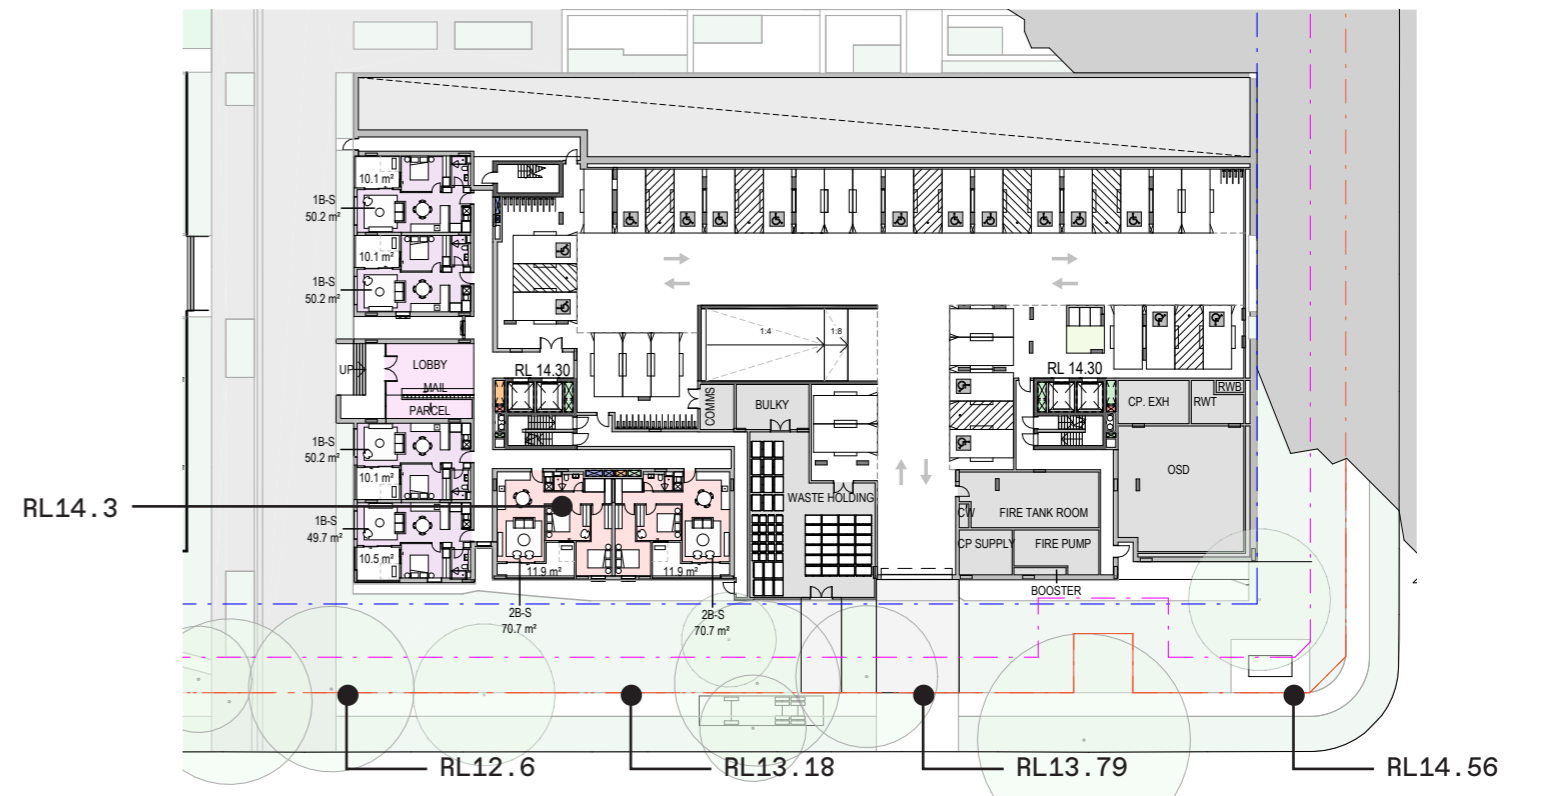 10.1 m²
1B-S
50.2 m²
10.1 m²
1B-S
50.2 m²
1:4
1:8
UP
LOBBY
MAIL
PARCEL
RL 14.30
COMMS
BULKY
RL 14.30
CP. EXH
RWT
RWB
1B-S
50.2 m²
10.1 m²
1B-S
49.7 m²
10.5 m²
WASTE HOLDING
OSD
CW
FIRE TANK ROOM
CP SUPPLY
FIRE PUMP
BOOSTER
11.9 m²
11.9 m²
2B-S
70.7 m²
2B-S
70.7 m²
RL14.3
RL12.6
RL13.18
RL13.79
RL14.56